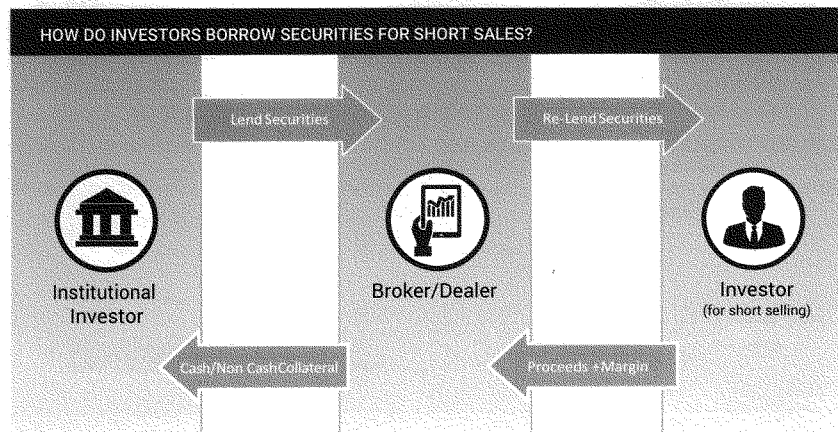 HOW DO INVESTORS BORROW SECURITIES FOR SHORT SALES?
Lend Securities
Re-Lend Securities
Institutional
Investor
Broker/Dealer
Investor
(for short selling)
Cash/Non CashCollateral
Proceeds +Margin